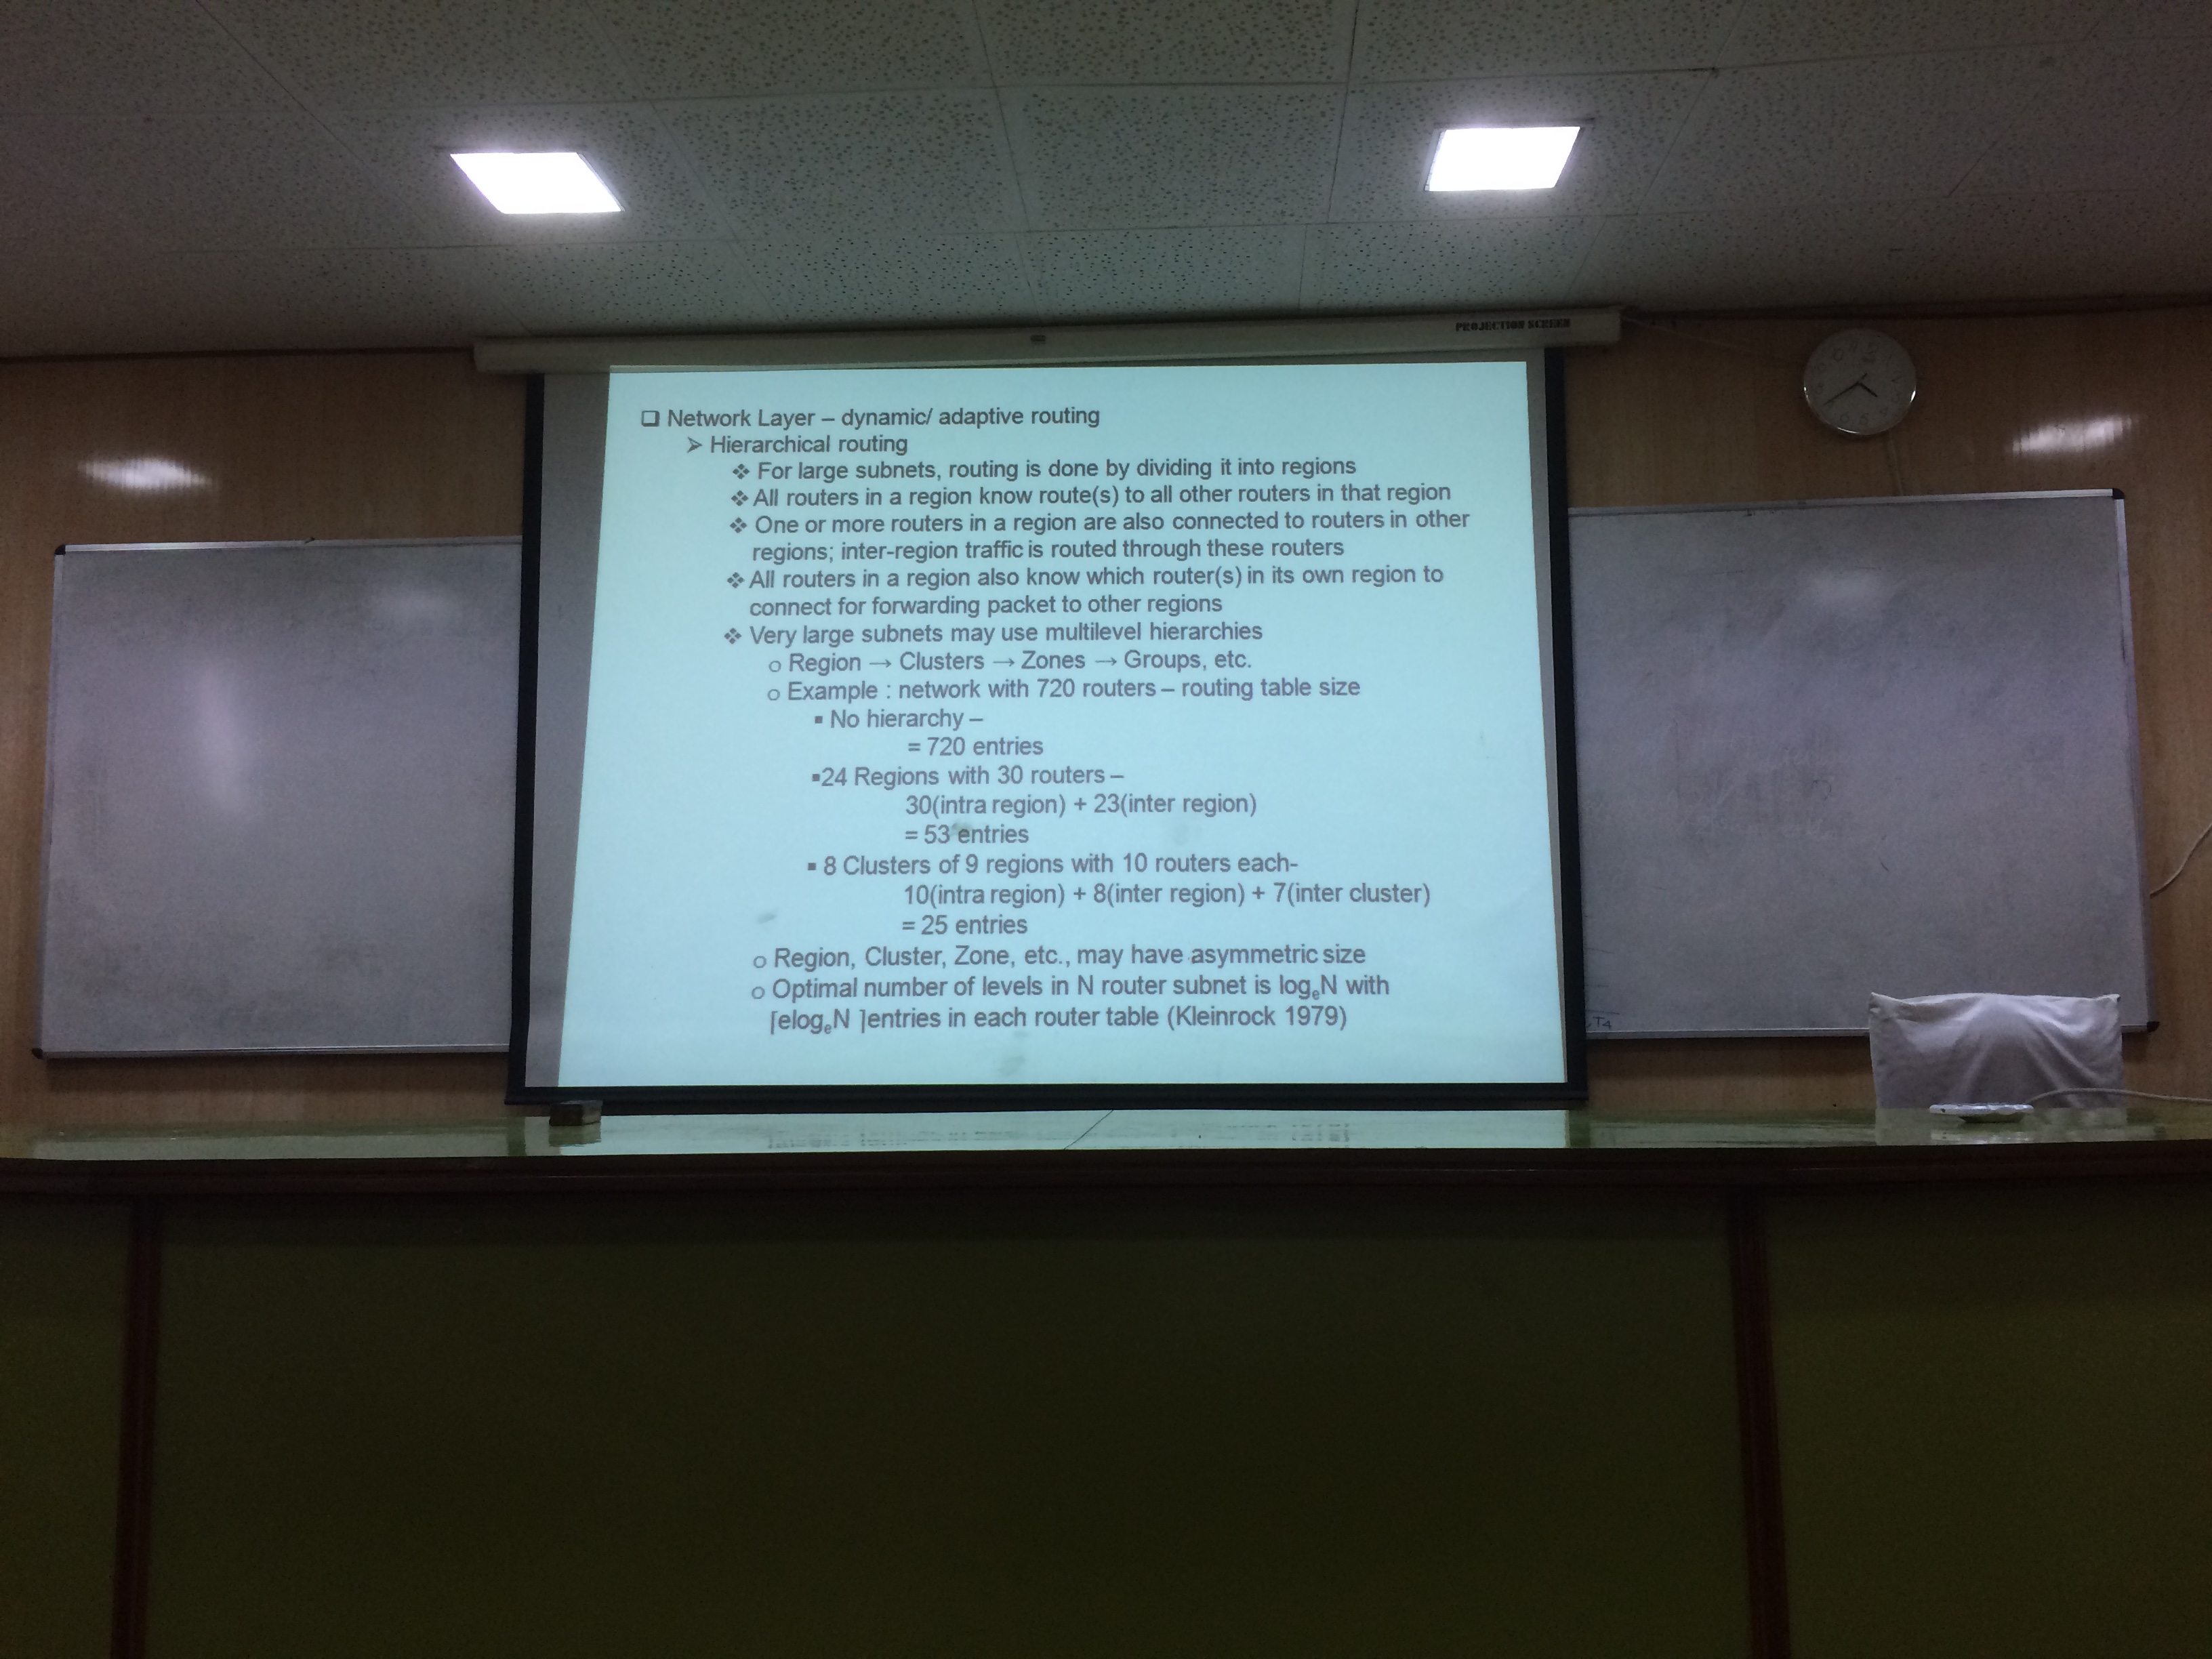 PROJECTION SCREEN
❑ Network Layer – dynamic/ adaptive routing
➢ Hierarchical routing
❖ For large subnets, routing is done by dividing it into regions
❖ All routers in a region know route(s) to all other routers in that region
❖ One or more routers in a region are also connected to routers in other
regions; inter-region traffic is routed through these routers
❖ All routers in a region also know which router(s) in its own region to
connect for forwarding packet to other regions
❖ Very large subnets may use multilevel hierarchies
o Region → Clusters → Zones → Groups, etc.
o Example : network with 720 routers – routing table size
▪ No hierarchy –
= 720 entries
▪24 Regions with 30 routers –
30(intra region) + 23(inter region)
= 53 entries
▪ 8 Clusters of 9 regions with 10 routers each-
10(intra region) + 8(inter region) + 7(inter cluster)
= 25 entries
o Region, Cluster, Zone, etc., may have asymmetric size
o Optimal number of levels in N router subnet is logₑN with
⌈elogₑN ⌉entries in each router table (Kleinrock 1979)